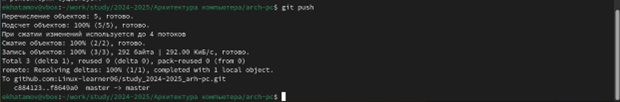 ekhatamov@vbox:~/work/study/2024-2025/Архитектура компьютера/arch-pc$ git push
Перечисление объектов: 5, готово.
Подсчет объектов: 100% (5/5), готово.
При сжатии изменений используется до 4 потоков
Сжатие объектов: 100% (2/2), готово.
Запись объектов: 100% (3/3), 292 байта | 292.00 КиБ/с, готово.
Total 3 (delta 1), reused 0 (delta 0), pack-reused 0 (from 0)
remote: Resolving deltas: 100% (1/1), completed with 1 local object.
To github.com:Linux-learner06/study_2024-2025_arh-pc.git
c884123..f8649a0 master -> master
ekhatamov@vbox:~/work/study/2024-2025/Архитектура компьютера/arch-pc$